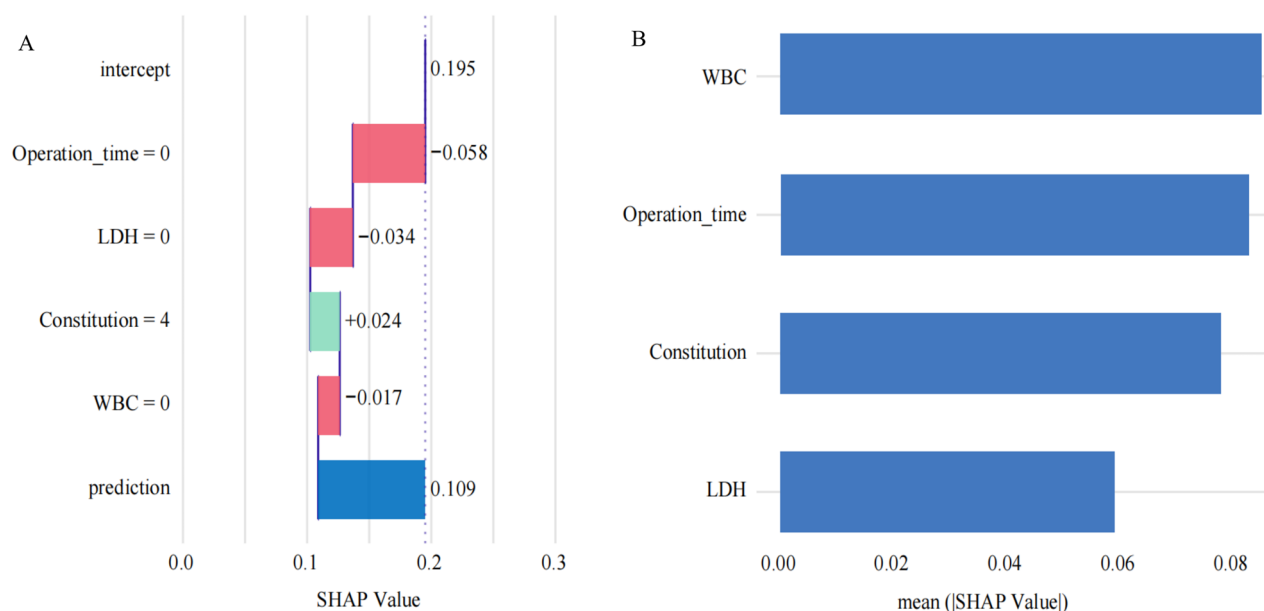 A
intercept
0.195
Operation_time = 0
−0.058
LDH = 0
−0.034
Constitution = 4
+0.024
WBC = 0
−0.017
prediction
0.109
0.0 0.1 0.2 0.3
SHAP Value
B
WBC
Operation_time
Constitution
LDH
0.00 0.02 0.04 0.06 0.08
mean (|SHAP Value|)